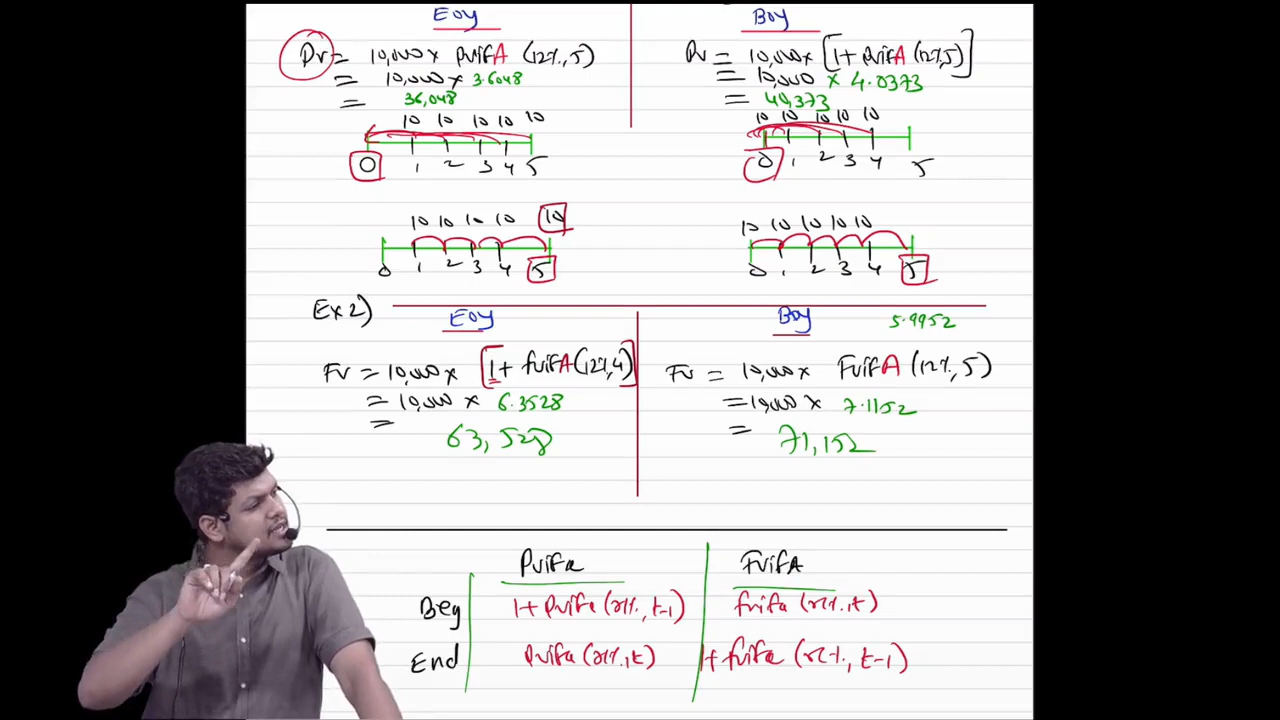 Eoy
Boy
Pv = 10,000 x PvifA (12%, 5)
= 10,000 x 3.6048
= 36,048
Pv = 10,000 x [1 + PvifA (12%, 5)]
= 10,000 x 4.0373
= 40,373
10 10 10 10 10
0 1 2 3 4 5
10 10 10 10 10
0 1 2 3 4 5
10 10 10 10 10
0 1 2 3 4 5
10 10 10 10 10
0 1 2 3 4 5
Ex 2)
Eoy
Boy
5.9952
Fv = 10,000 x [1 + fvifA (12%, 4)]
= 10,000 x 6.3528
= 63,528
Fv = 10,000 x FvifA (12%, 5)
= 10,000 x 7.1152
= 71,152
Pvifa FvifA
Beg 1 + Pvifa (r%, t-1) fvifa (r%, t)
End Pvifa (r%, t) 1 + fvifa (r%, t-1)